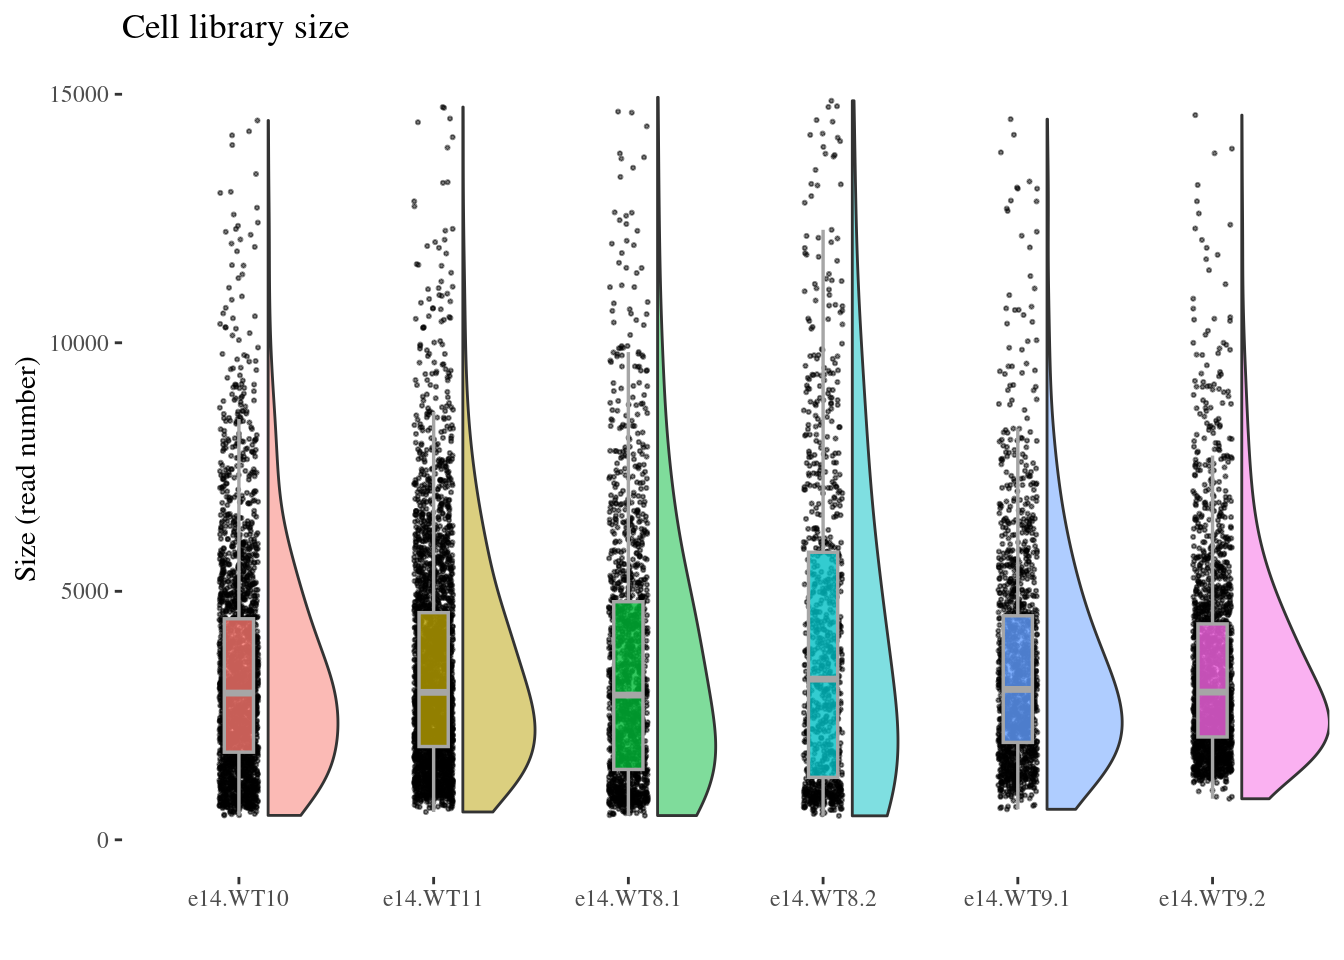 Cell library size
15000
10000
5000
0
Size (read number)
e14.WT10 e14.WT11 e14.WT8.1 e14.WT8.2 e14.WT9.1 e14.WT9.2